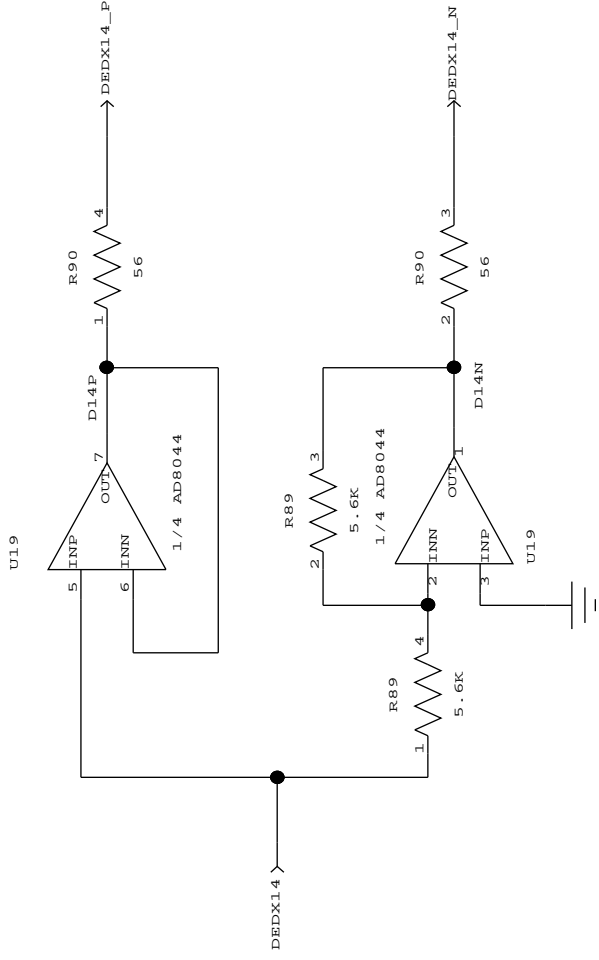 DEDX14_P
DEDX14_N
4
R90
56
1
3
R90
56
2
D14P
D14N
7
OUT
1/4 AD8044
INP
INN
5
6
U19
3
R89
5.6K
2
1/4 AD8044
1
OUT
INN
INP
2
3
U19
4
R89
5.6K
1
DEDX14